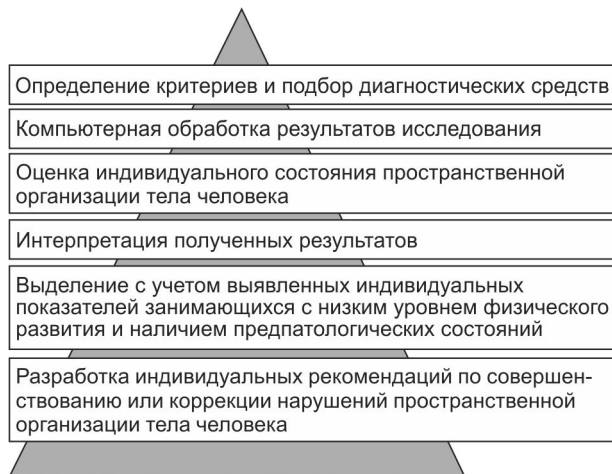 Определение критериев и подбор диагностических средств
Компьютерная обработка результатов исследования
Оценка индивидуального состояния пространственной
организации тела человека
Интерпретация полученных результатов
Выделение с учетом выявленных индивидуальных
показателей занимающихся с низким уровнем физического
развития и наличием предпатологических состояний
Разработка индивидуальных рекомендаций по совершен-
ствованию или коррекции нарушений пространственной
организации тела человека